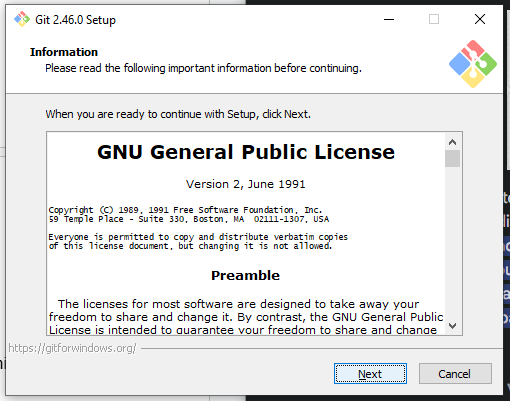 Git 2.46.0 Setup
Information
Please read the following important information before continuing.
When you are ready to continue with Setup, click Next.
GNU General Public License
Version 2, June 1991
Copyright (C) 1989, 1991 Free Software Foundation, Inc.
59 Temple Place - Suite 330, Boston, MA  02111-1307, USA
Everyone is permitted to copy and distribute verbatim copies
of this license document, but changing it is not allowed.
Preamble
The licenses for most software are designed to take away your
freedom to share and change it. By contrast, the GNU General Public
License is intended to guarantee your freedom to share and change
https://gitforwindows.org/
Next
Cancel